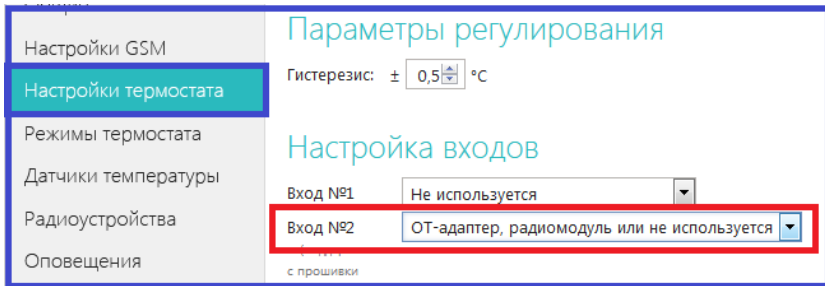 Настройки GSM
Настройки термостата
Режимы термостата
Датчики температуры
Радиоустройства
Оповещения
Параметры регулирования
Гистерезис: ± 0,5 °C
Настройка входов
Вход №1 Не используется
Вход №2 ОТ-адаптер, радиомодуль или не используется
с прошивки